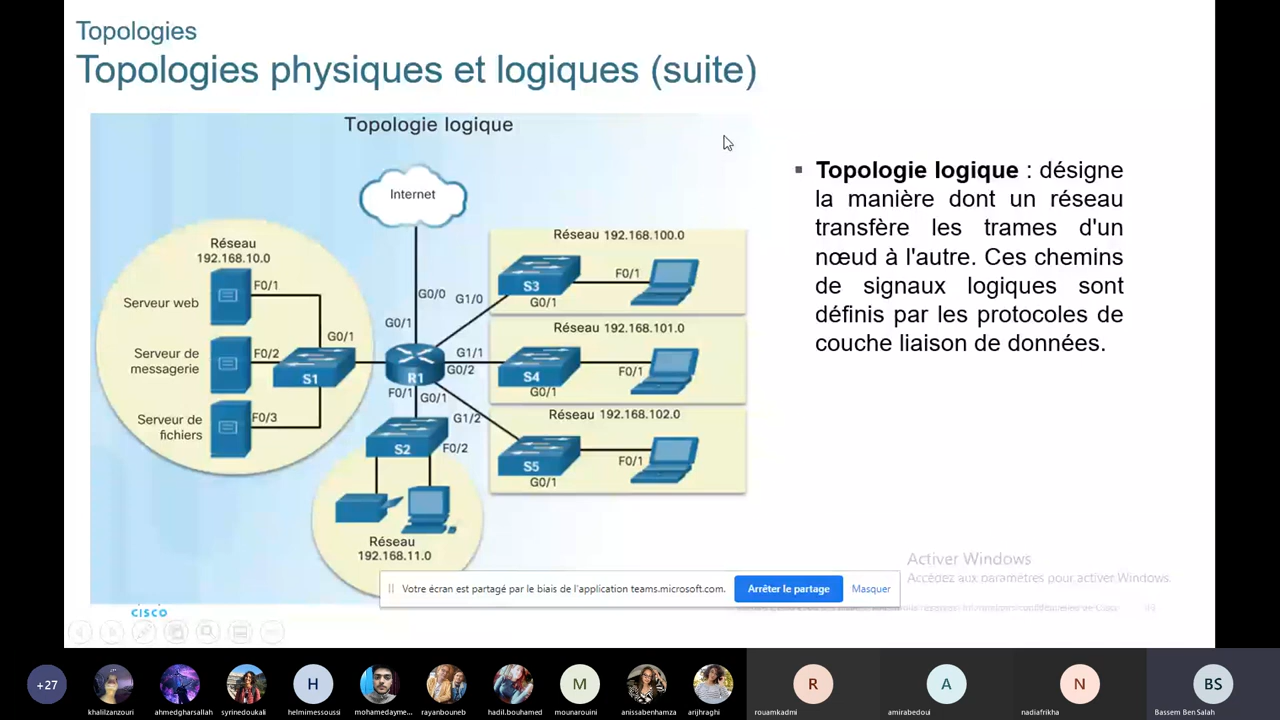 Topologies
Topologies physiques et logiques (suite)
Topologie logique
Internet
Réseau
192.168.10.0
Serveur web
F0/1
Serveur de
messagerie
F0/2
Serveur de
fichiers
F0/3
G0/1
S1
G0/0
G0/1
G1/0
R1
G1/1
G0/2
F0/1
G0/1
G1/2
S2
F0/2
Réseau
192.168.11.0
Réseau 192.168.100.0
S3
F0/1
G0/1
Réseau 192.168.101.0
S4
F0/1
G0/1
Réseau 192.168.102.0
S5
F0/1
G0/1
▪ Topologie logique : désigne
la manière dont un réseau
transfère les trames d'un
nœud à l'autre. Ces chemins
de signaux logiques sont
définis par les protocoles de
couche liaison de données.
Activer Windows
Accédez aux paramètres pour activer Windows.
Votre écran est partagé par le biais de l'application teams.microsoft.com.
Arrêter le partage
Masquer
CISCO
+27
khalilzanzouri
ahmedgharsallah
syrinedoukali
H
helmimessoussi
mohamedayme...
rayanbouneb
hadil.bouhamed
M
mounarouini
anissabenhamza
arijhraghi
R
rouamkadmi
A
amirabedoui
N
nadiafrikha
BS
Bassem Ben Salah